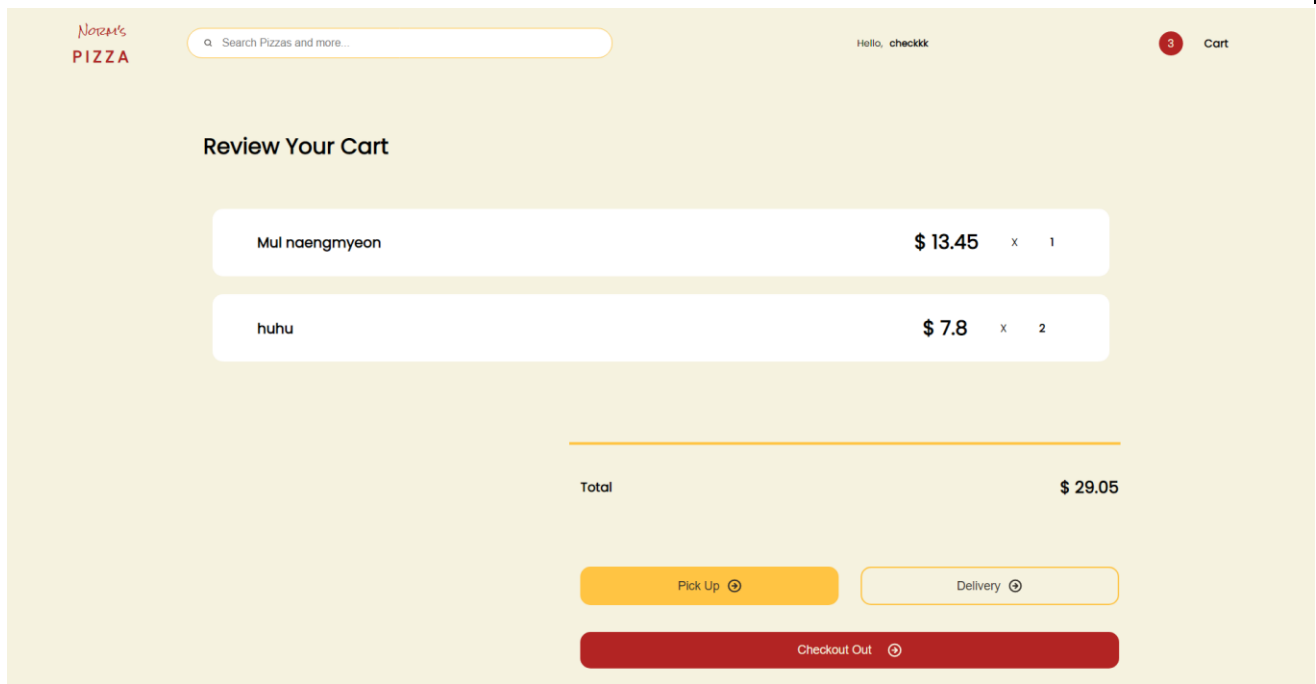 Norm's
PIZZA
Search Pizzas and more...
Hello, checkkk
3 Cart
Review Your Cart
Mul naengmyeon $ 13.45 x 1
huhu $ 7.8 x 2
Total $ 29.05
Pick Up Delivery
Checkout Out